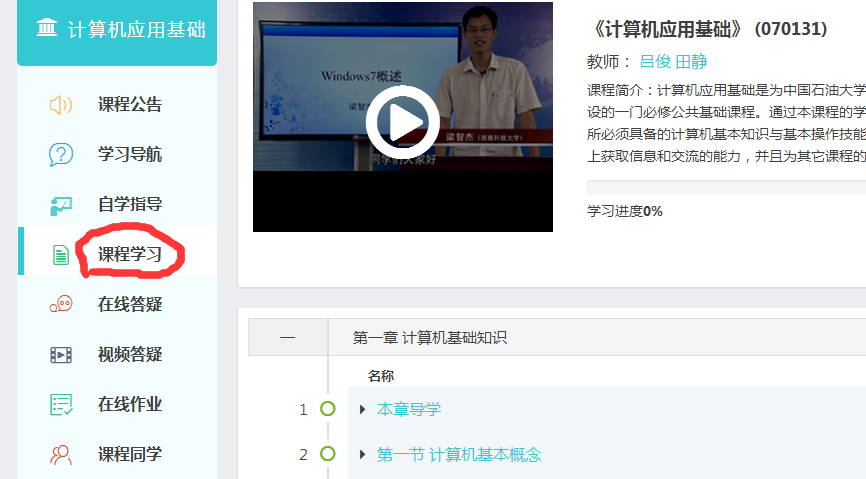 计算机应用基础
课程公告
学习导航
自学指导
课程学习
在线答疑
视频答疑
在线作业
课程同学
Windows7概述
梁智杰（西南科技大学）
同学们大家好
《计算机应用基础》 (070131)
教师： 吕俊 田静
课程简介：计算机应用基础是为中国石油大学
设的一门必修公共基础课程。通过本课程的学
所必须具备的计算机基本知识与基本操作技能
上获取信息和交流的能力，并且为其它课程的
学习进度0%
一 第一章 计算机基础知识
名称
1 本章导学
2 第一节 计算机基本概念